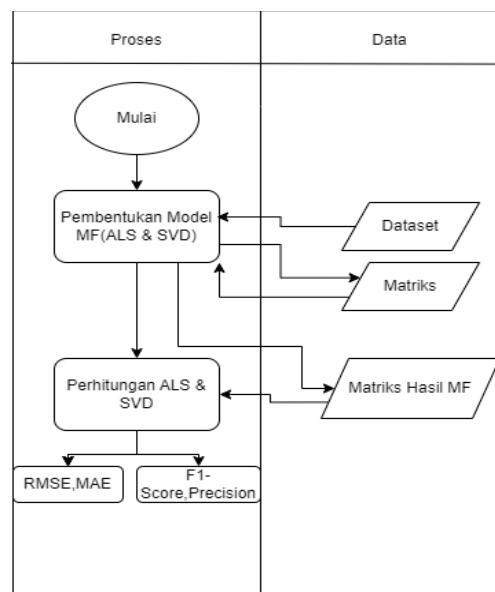 Proses
Data
Mulai
Pembentukan Model
MF(ALS & SVD)
Dataset
Matriks
Perhitungan ALS &
SVD
Matriks Hasil MF
RMSE,MAE
F1-
Score,Precision